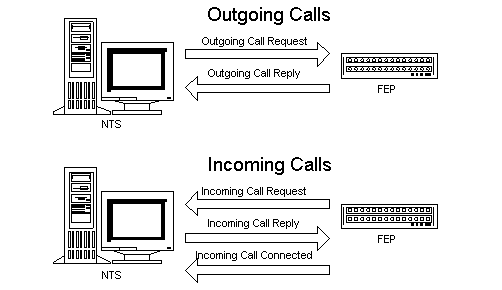 Outgoing Calls
Outgoing Call Request
Outgoing Call Reply
NTS
FEP
Incoming Calls
Incoming Call Request
Incoming Call Reply
Incoming Call Connected
NTS
FEP